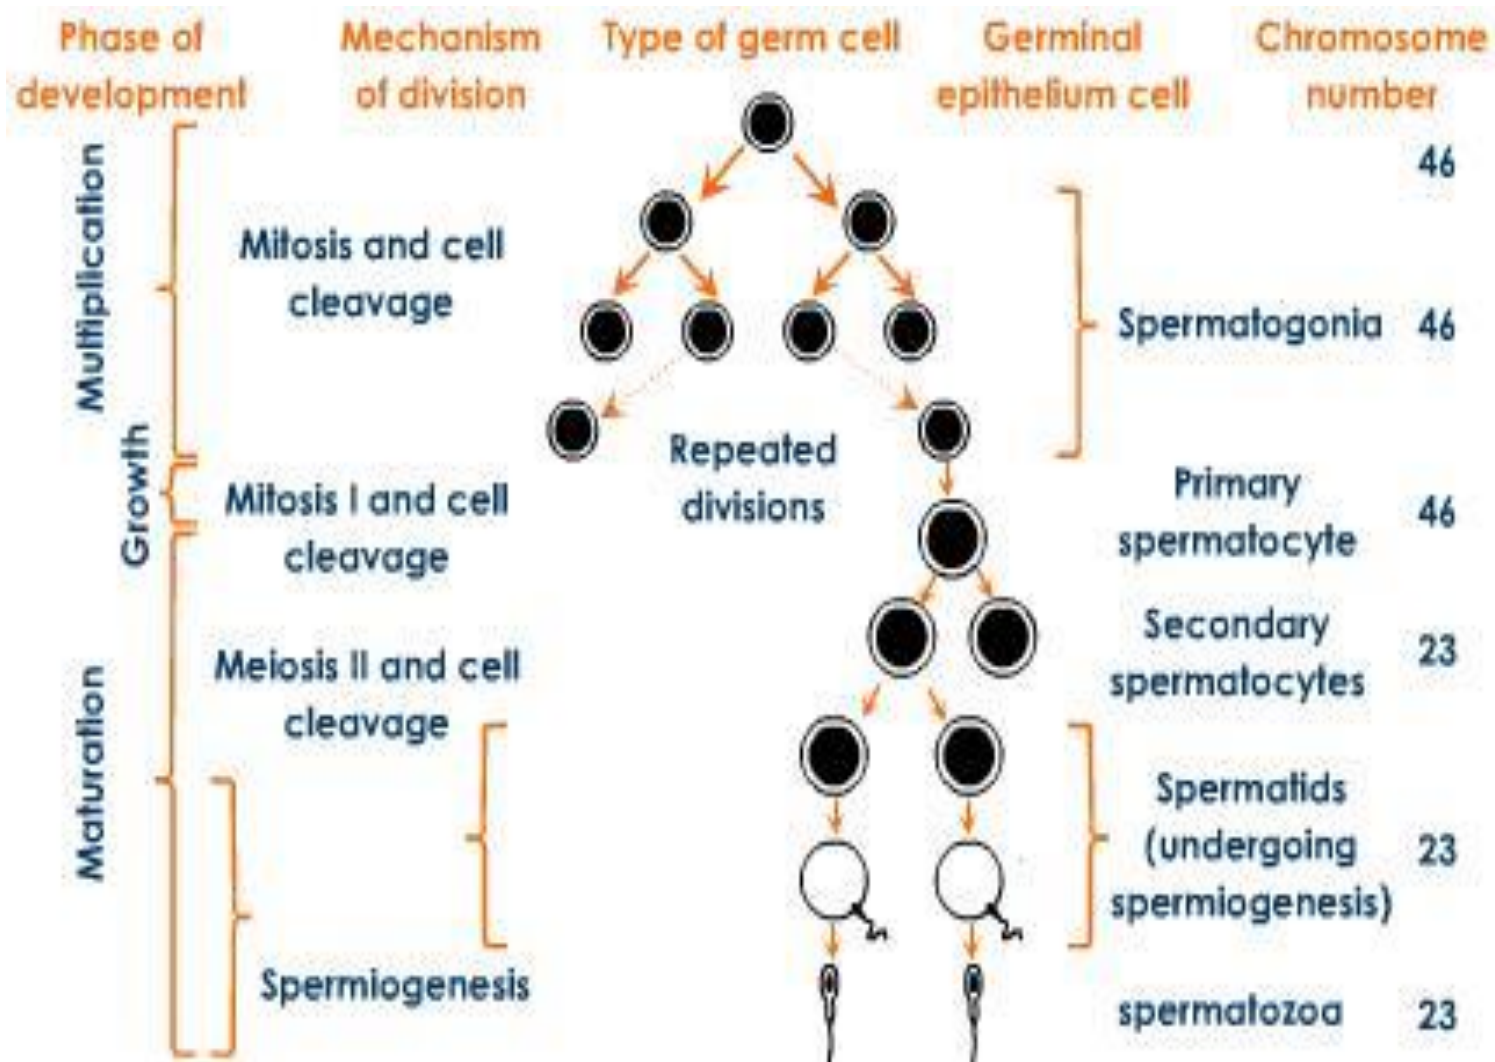 Phase of
development
Mechanism
of division
Type of germ cell
Germinal
epithelium cell
Chromosome
number
Multiplication
46
Mitosis and cell
cleavage
Spermatogonia
46
Repeated
divisions
Growth
Mitosis I and cell
cleavage
Primary
spermatocyte
46
Maturation
Meiosis II and cell
cleavage
Secondary
spermatocytes
23
Spermatids
(undergoing
spermiogenesis)
23
Spermiogenesis
spermatozoa
23